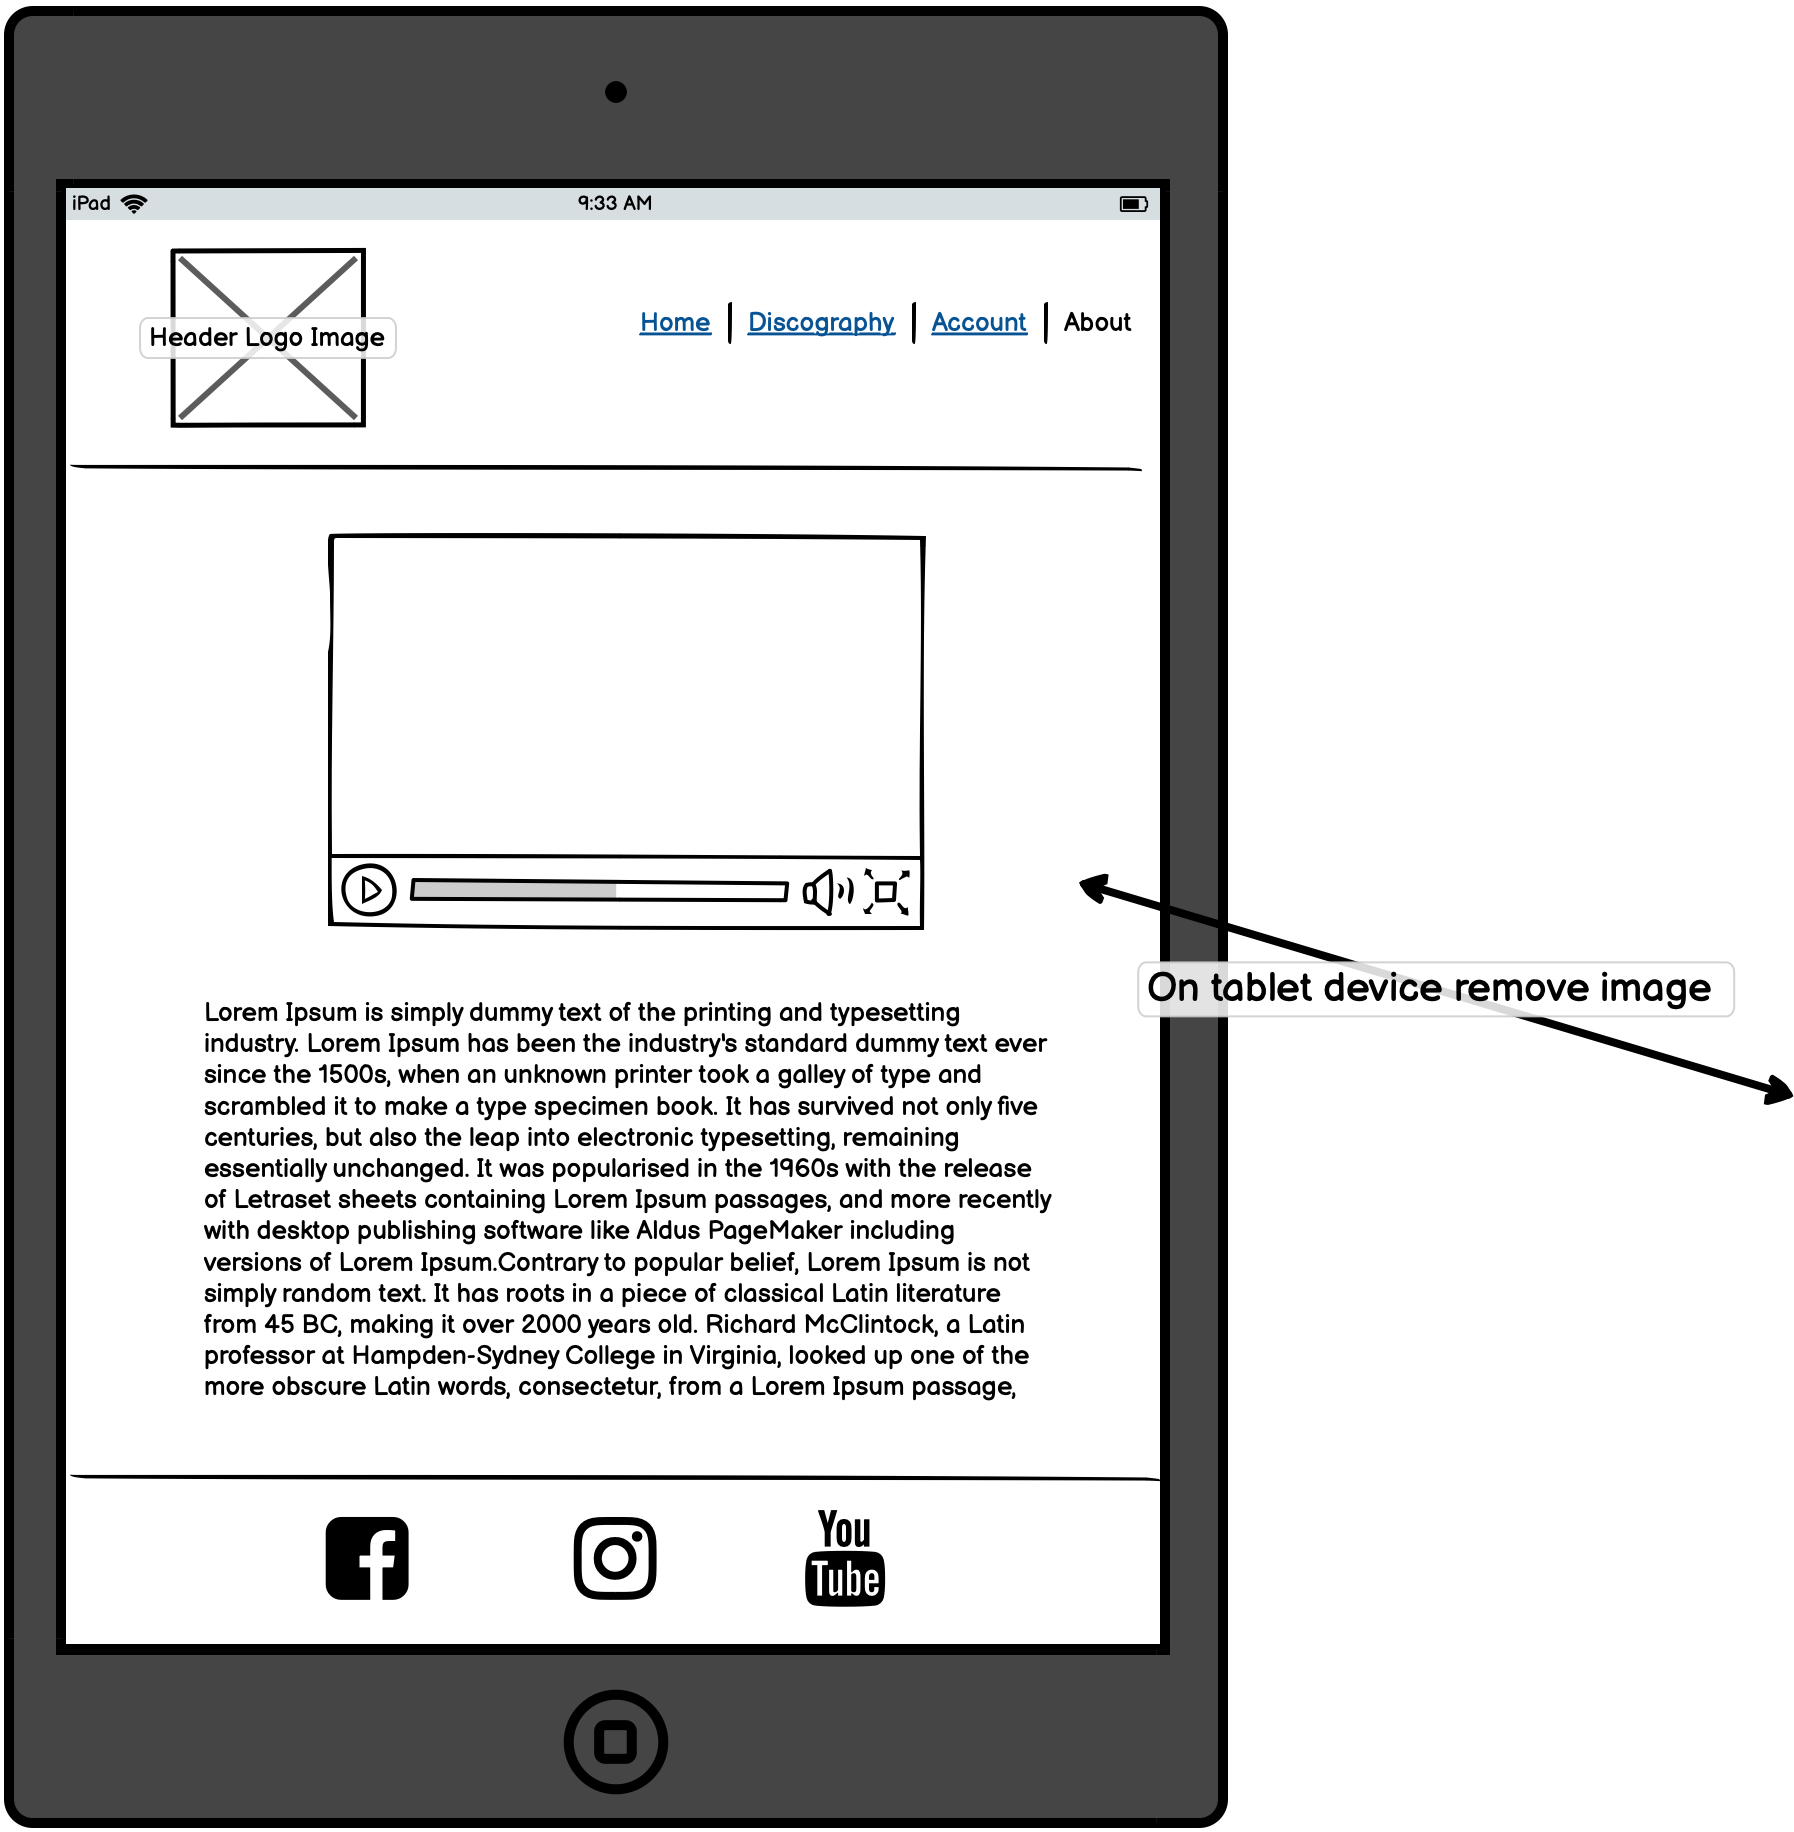 iPad 9:33 AM
Header Logo Image
Home Discography Account About
On tablet device remove image
Lorem Ipsum is simply dummy text of the printing and typesetting
industry. Lorem Ipsum has been the industry's standard dummy text ever
since the 1500s, when an unknown printer took a galley of type and
scrambled it to make a type specimen book. It has survived not only five
centuries, but also the leap into electronic typesetting, remaining
essentially unchanged. It was popularised in the 1960s with the release
of Letraset sheets containing Lorem Ipsum passages, and more recently
with desktop publishing software like Aldus PageMaker including
versions of Lorem Ipsum.Contrary to popular belief, Lorem Ipsum is not
simply random text. It has roots in a piece of classical Latin literature
from 45 BC, making it over 2000 years old. Richard McClintock, a Latin
professor at Hampden-Sydney College in Virginia, looked up one of the
more obscure Latin words, consectetur, from a Lorem Ipsum passage,
You
Tube